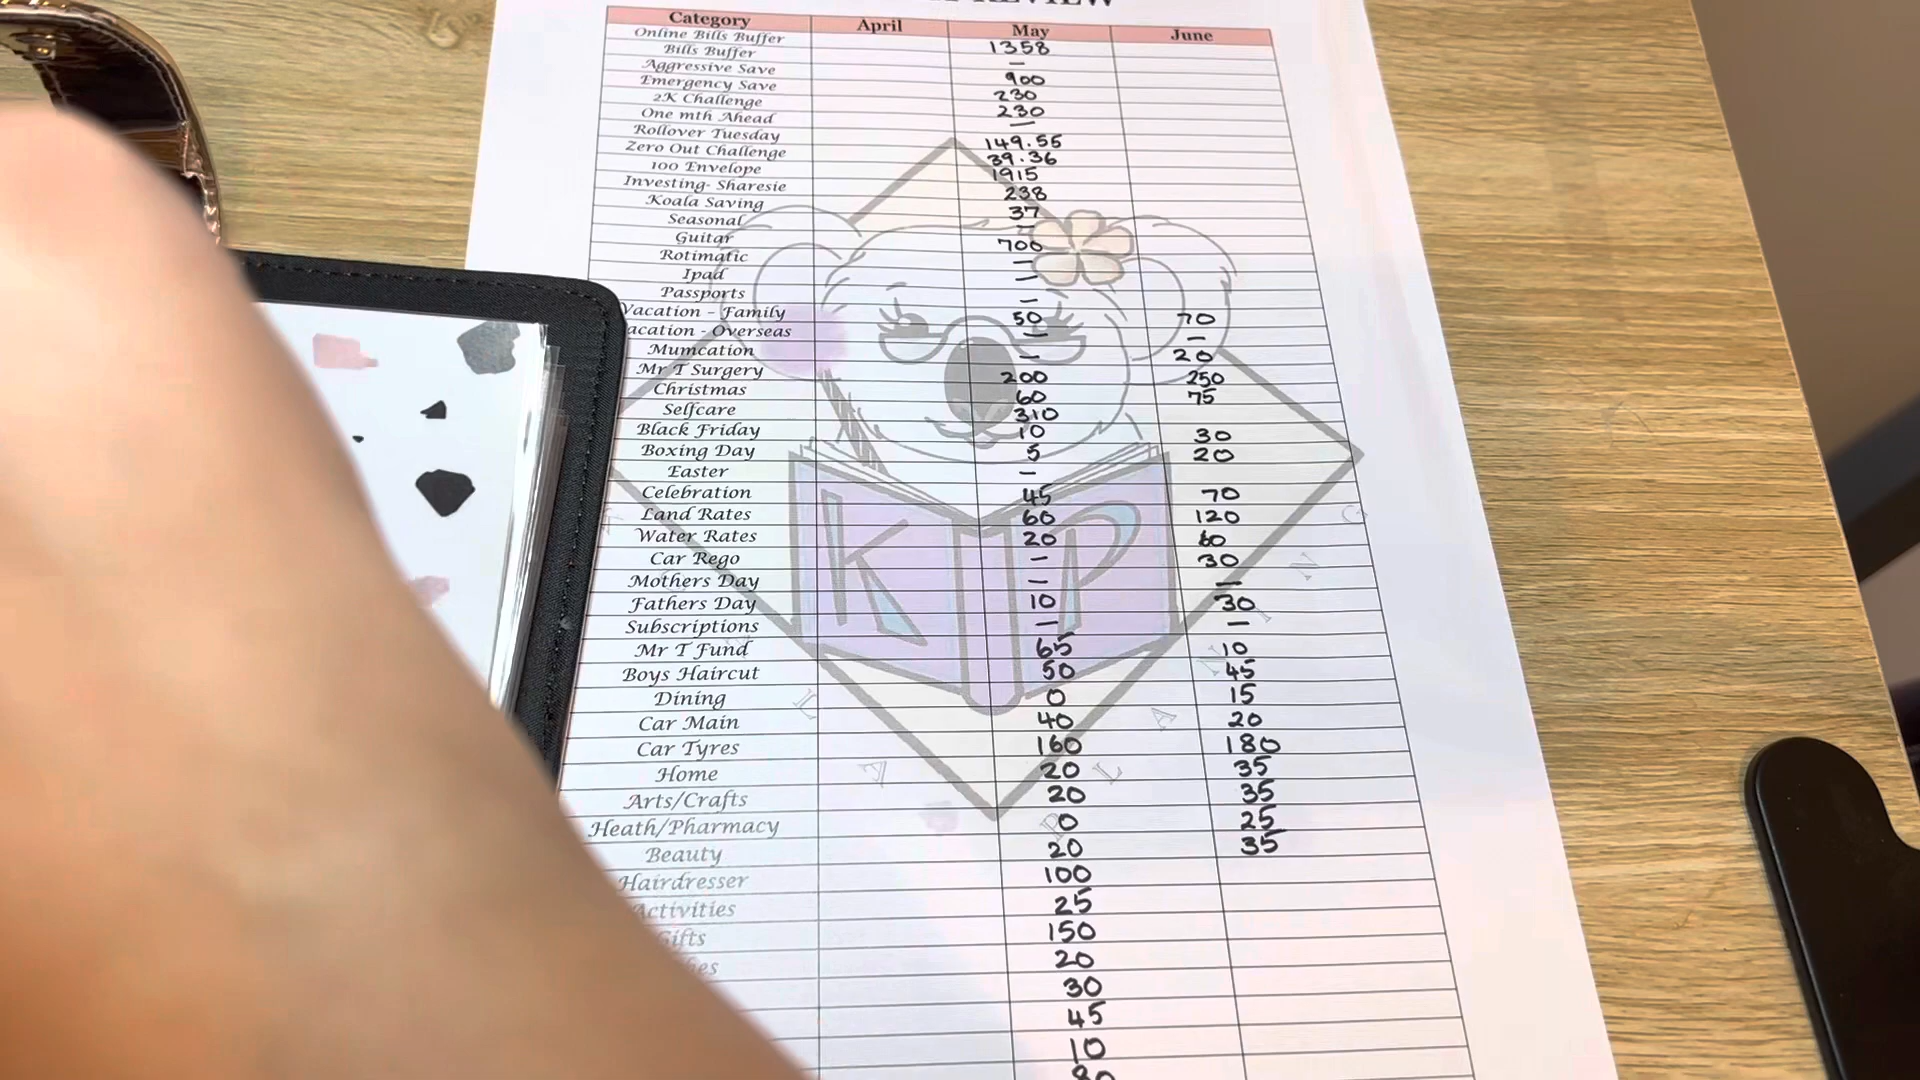 REVIEW
Category April May June
Online Bills Buffer 1358
Bills Buffer —
Aggressive Save 900
Emergency Save 230
2K Challenge 230
One mth Ahead —
Rollover Tuesday 149.55
Zero Out Challenge 39.36
100 Envelope 1915
Investing- Sharesie 238
Koala Saving 37
Seasonal —
Guitar 700
Rotimatic —
Ipad —
Passports —
Vacation - Family 50 70
acation - Overseas — —
Mumcation — 20
Mr T Surgery 200 250
Christmas 60 75
Selfcare 310
Black Friday 10 30
Boxing Day 5 20
Easter —
Celebration 45 70
Land Rates 60 120
Water Rates 20 60
Car Rego — 30
Mothers Day — —
Fathers Day 10 30
Subscriptions — —
Mr T Fund 65 10
Boys Haircut 50 45
Dining 0 15
Car Main 40 20
Car Tyres 160 180
Home 20 35
Arts/Crafts 20 35
Heath/Pharmacy 0 25
Beauty 20 35
Hairdresser 100
Activities 25
Gifts 150
hes 20
30
45
10
KJP